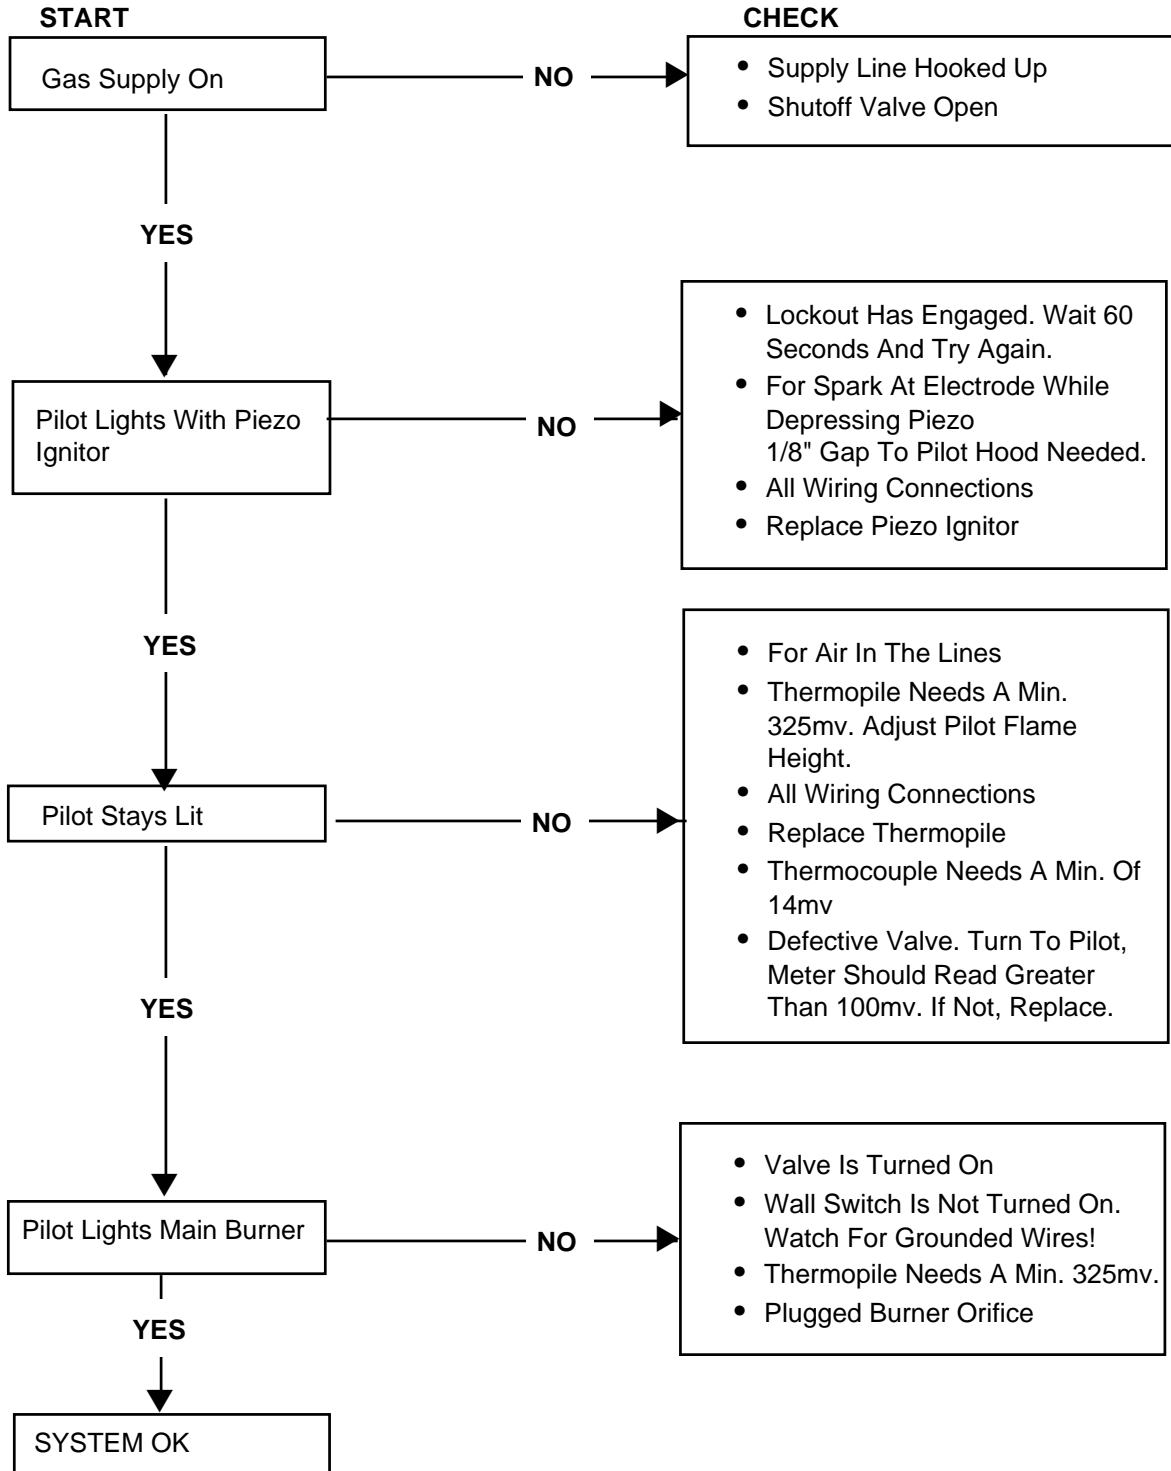 START
CHECK
Gas Supply On
NO
• Supply Line Hooked Up
• Shutoff Valve Open
YES
Pilot Lights With Piezo
Ignitor
NO
• Lockout Has Engaged. Wait 60
Seconds And Try Again.
• For Spark At Electrode While
Depressing Piezo
1/8" Gap To Pilot Hood Needed.
• All Wiring Connections
• Replace Piezo Ignitor
YES
Pilot Stays Lit
NO
• For Air In The Lines
• Thermopile Needs A Min.
325mv. Adjust Pilot Flame
Height.
• All Wiring Connections
• Replace Thermopile
• Thermocouple Needs A Min. Of
14mv
• Defective Valve. Turn To Pilot,
Meter Should Read Greater
Than 100mv. If Not, Replace.
YES
Pilot Lights Main Burner
NO
• Valve Is Turned On
• Wall Switch Is Not Turned On.
Watch For Grounded Wires!
• Thermopile Needs A Min. 325mv.
• Plugged Burner Orifice
YES
SYSTEM OK